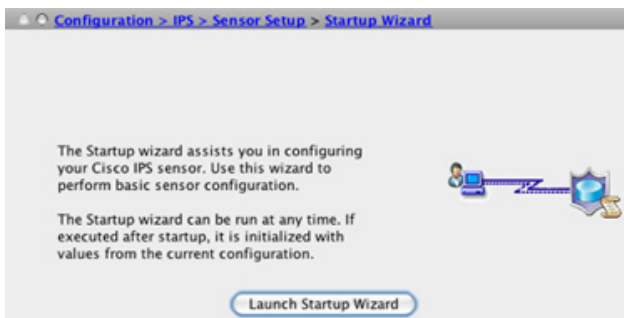 Configuration > IPS > Sensor Setup > Startup Wizard
The Startup wizard assists you in configuring
your Cisco IPS sensor. Use this wizard to
perform basic sensor configuration.
The Startup wizard can be run at any time. If
executed after startup, it is initialized with
values from the current configuration.
Launch Startup Wizard